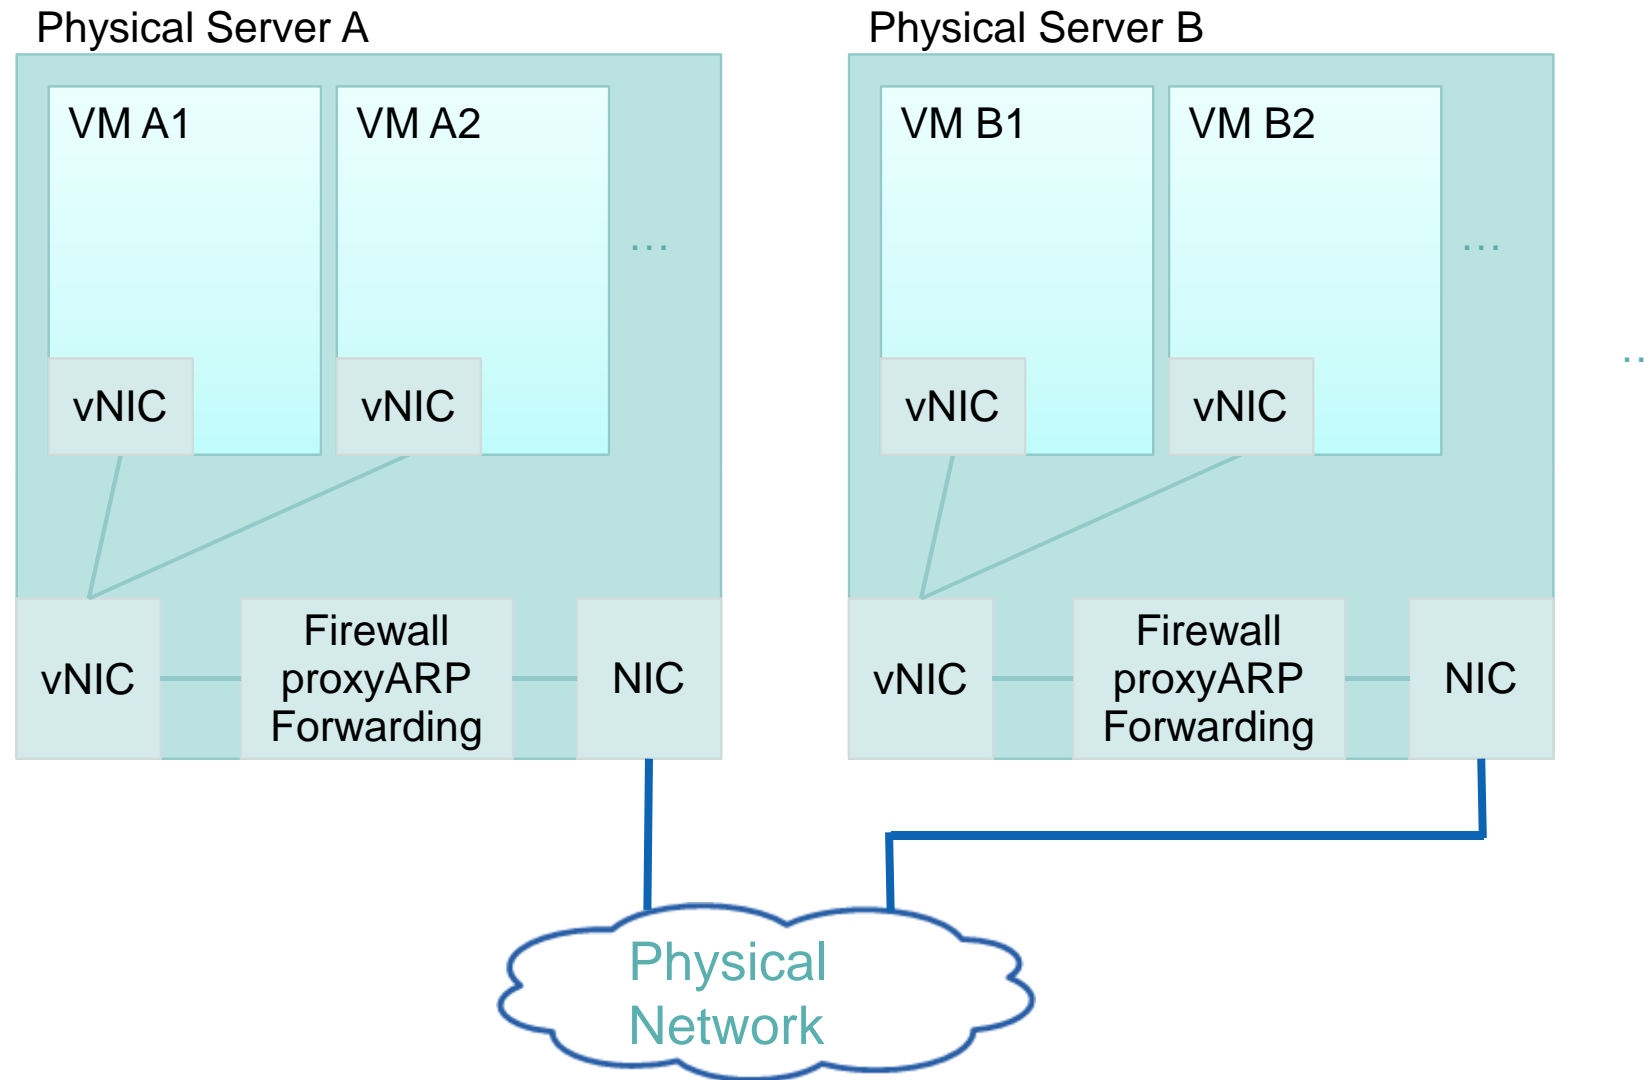 Physical Server A
Physical Server B
VM A1
VM A2
VM B1
VM B2
…
…
..
vNIC
vNIC
vNIC
vNIC
vNIC
Firewall
proxyARP
Forwarding
NIC
vNIC
Firewall
proxyARP
Forwarding
NIC
Physical
Network